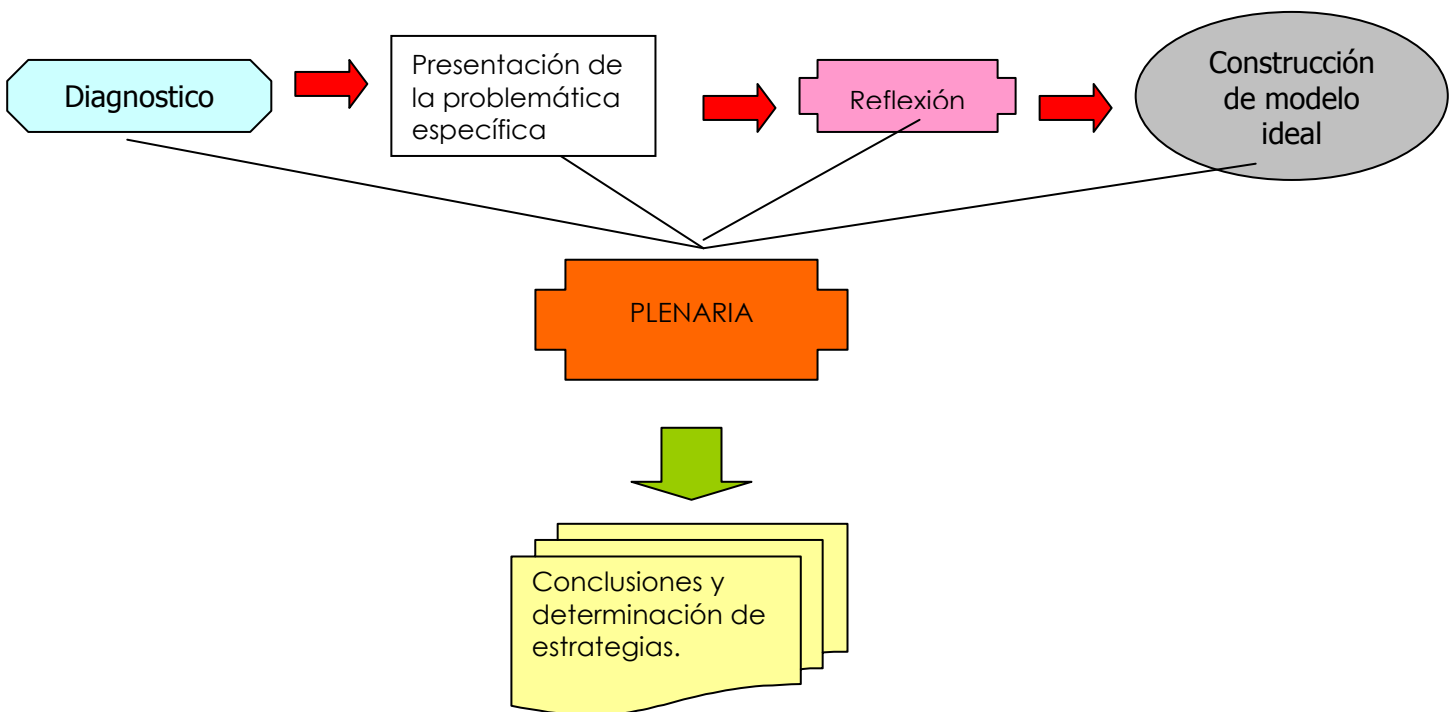 Diagnostico
Presentación de
la problemática
específica
Reflexión
Construcción
de modelo
ideal
PLENARIA
Conclusiones y
determinación de
estrategias.